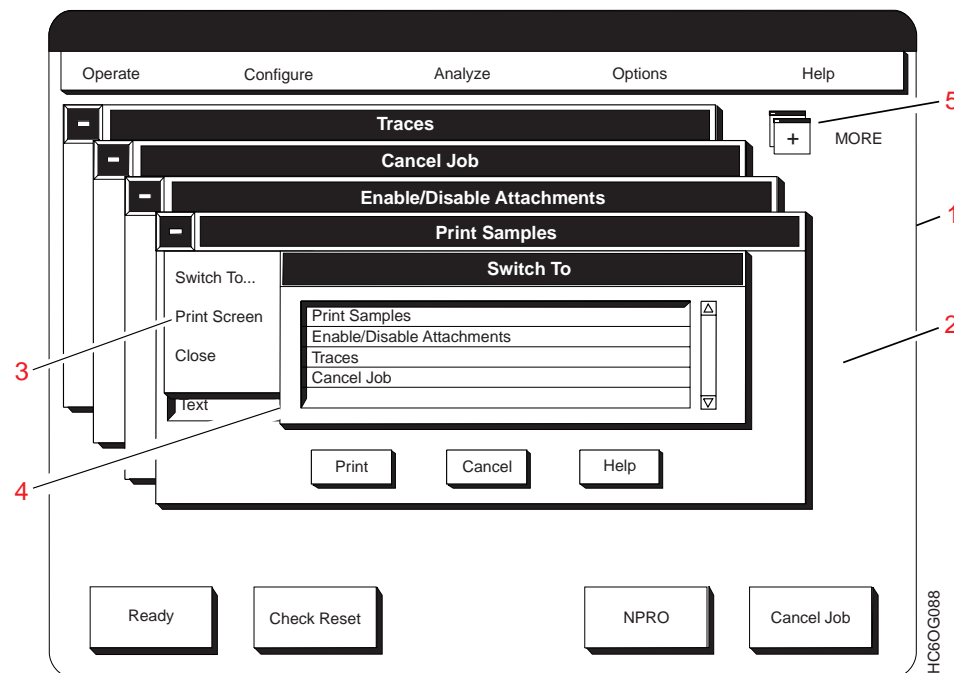 Operate Configure Analyze Options Help
5
Traces
+ MORE
Cancel Job
Enable/Disable Attachments
1
Print Samples
Switch To...
Switch To
Print Screen
Print Samples
Enable/Disable Attachments
2
Close
Traces
3
Cancel Job
Text
4
Print Cancel Help
Ready Check Reset NPRO Cancel Job
HC6OG088